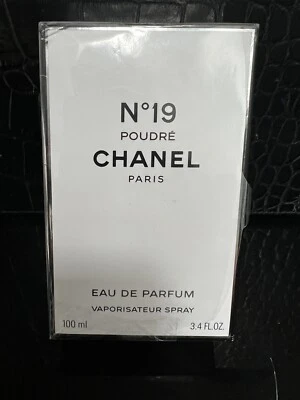 N°19
POUDRÉ
CHANEL
PARIS
EAU DE PARFUM
VAPORISATEUR SPRAY
100 ml 3.4 FL.OZ.